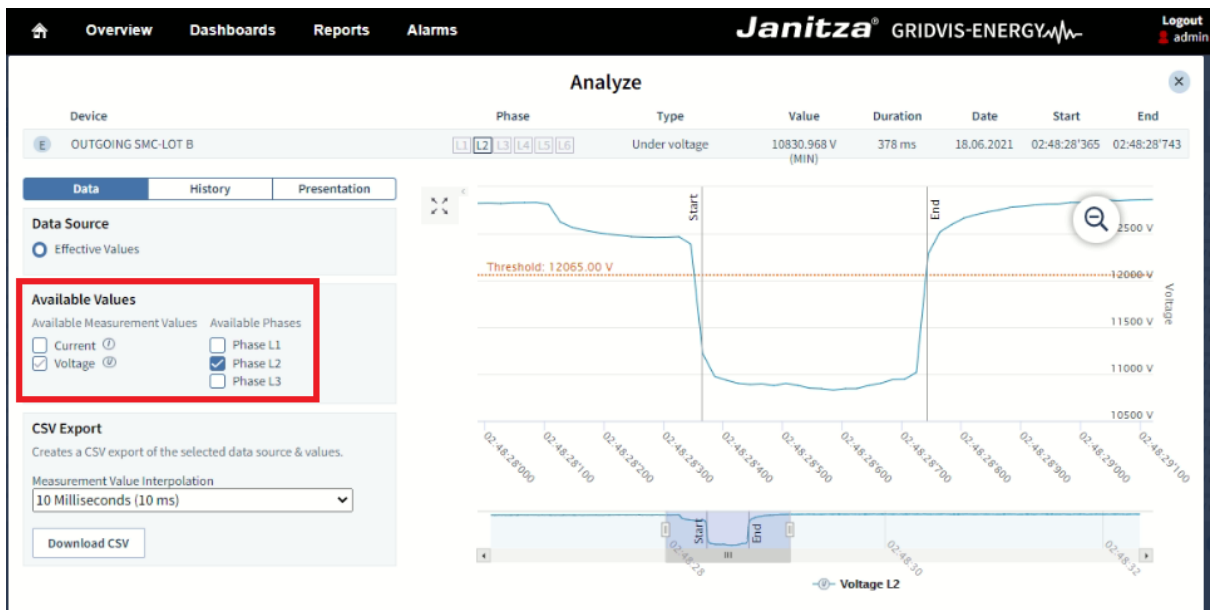 Overview Dashboards Reports Alarms Janitza® GRIDVIS-ENERGY Logout
admin
Analyze
Device Phase Type Value Duration Date Start End
E OUTGOING SMC-LOT B L1 L2 L3 L4 L5 L6 Under voltage 10830.968 V 378 ms 18.06.2021 02:48:28'365 02:48:28'743
(MIN)
Data History Presentation
Data Source
Effective Values
Available Values
Available Measurement Values Available Phases
Current Phase L1
Voltage Phase L2
Phase L3
CSV Export
Creates a CSV export of the selected data source & values.
Measurement Value Interpolation
10 Milliseconds (10 ms)
Download CSV
Start
End
Threshold: 12065.00 V
12500 V
12000 V
11500 V
11000 V
10500 V
Voltage
02:48:28'000 02:48:28'100 02:48:28'200 02:48:28'300 02:48:28'400 02:48:28'500 02:48:28'600 02:48:28'700 02:48:28'800 02:48:28'900 02:48:29'000 02:48:29'100
Start
End
02:48:28 02:48:30 02:48:32
Voltage L2